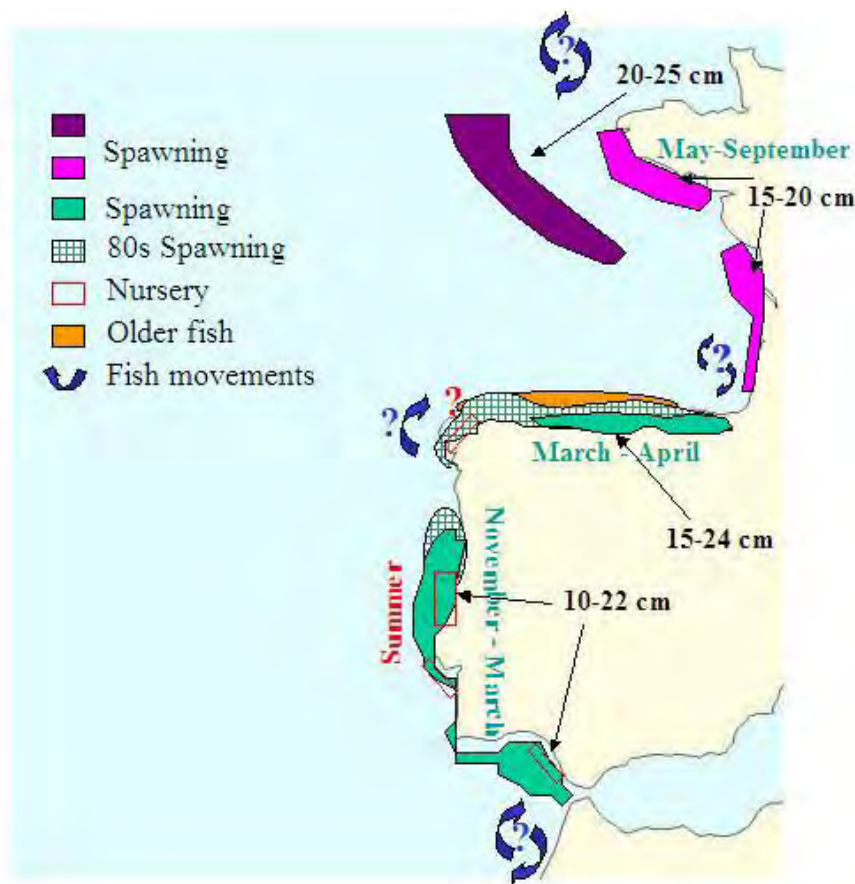 ?
20-25 cm
Spawning
May-September
Spawning
15-20 cm
80s Spawning
Nursery
Older fish
Fish movements
?
?
?
March - April
15-24 cm
Summer
November - March
10-22 cm
?